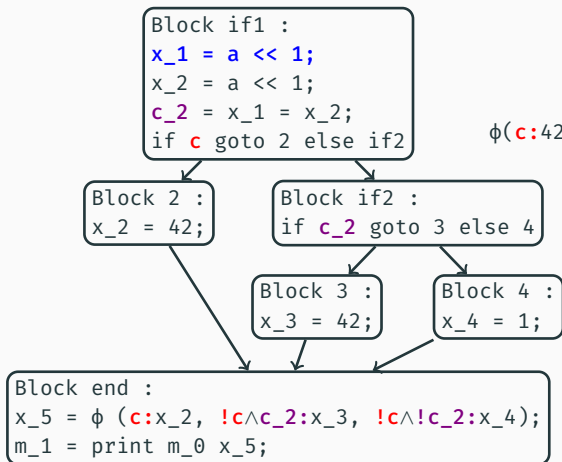 Block if1 :
x_1 = a << 1;
x_2 = a << 1;
c_2 = x_1 = x_2;
if c goto 2 else if2
ϕ(c:42
Block 2 :
x_2 = 42;
Block if2 :
if c_2 goto 3 else 4
Block 3 :
x_3 = 42;
Block 4 :
x_4 = 1;
Block end :
x_5 = ϕ (c:x_2, !c∧c_2:x_3, !c∧!c_2:x_4);
m_1 = print m_0 x_5;